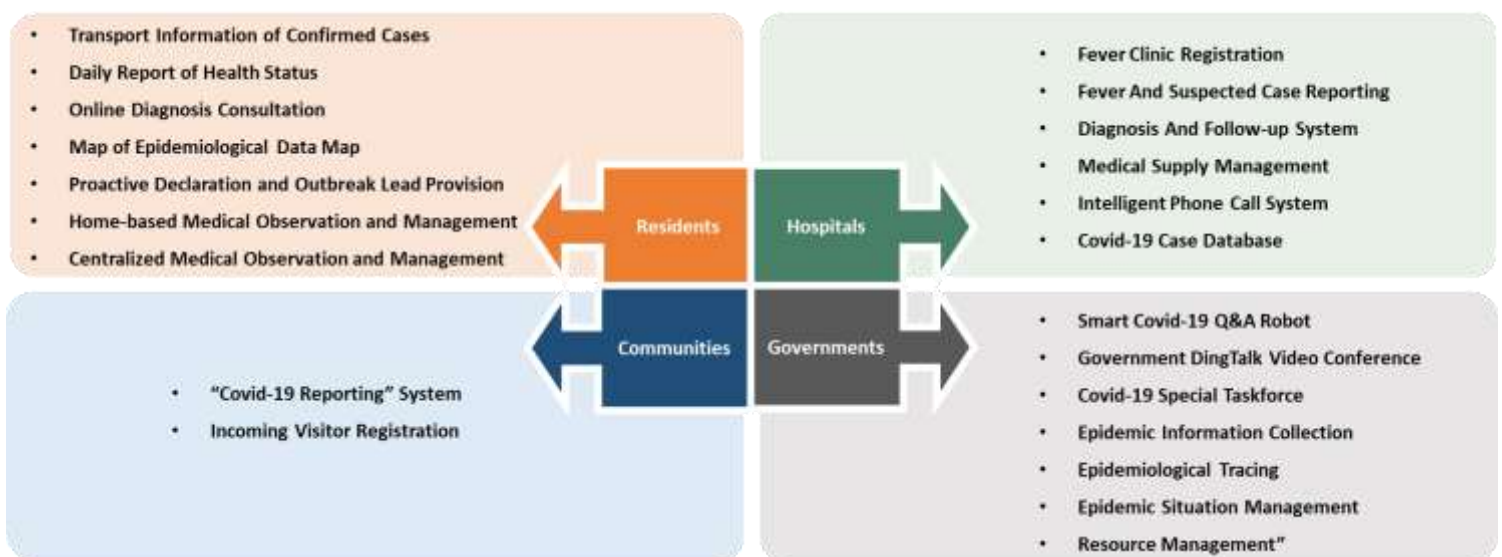 • Transport Information of Confirmed Cases
• Daily Report of Health Status
• Online Diagnosis Consultation
• Map of Epidemiological Data Map
• Proactive Declaration and Outbreak Lead Provision
• Home-based Medical Observation and Management
• Centralized Medical Observation and Management
Residents
Hospitals
• Fever Clinic Registration
• Fever And Suspected Case Reporting
• Diagnosis And Follow-up System
• Medical Supply Management
• Intelligent Phone Call System
• Covid-19 Case Database
• “Covid-19 Reporting” System
• Incoming Visitor Registration
Communities
Governments
• Smart Covid-19 Q&A Robot
• Government DingTalk Video Conference
• Covid-19 Special Taskforce
• Epidemic Information Collection
• Epidemiological Tracing
• Epidemic Situation Management
• Resource Management”